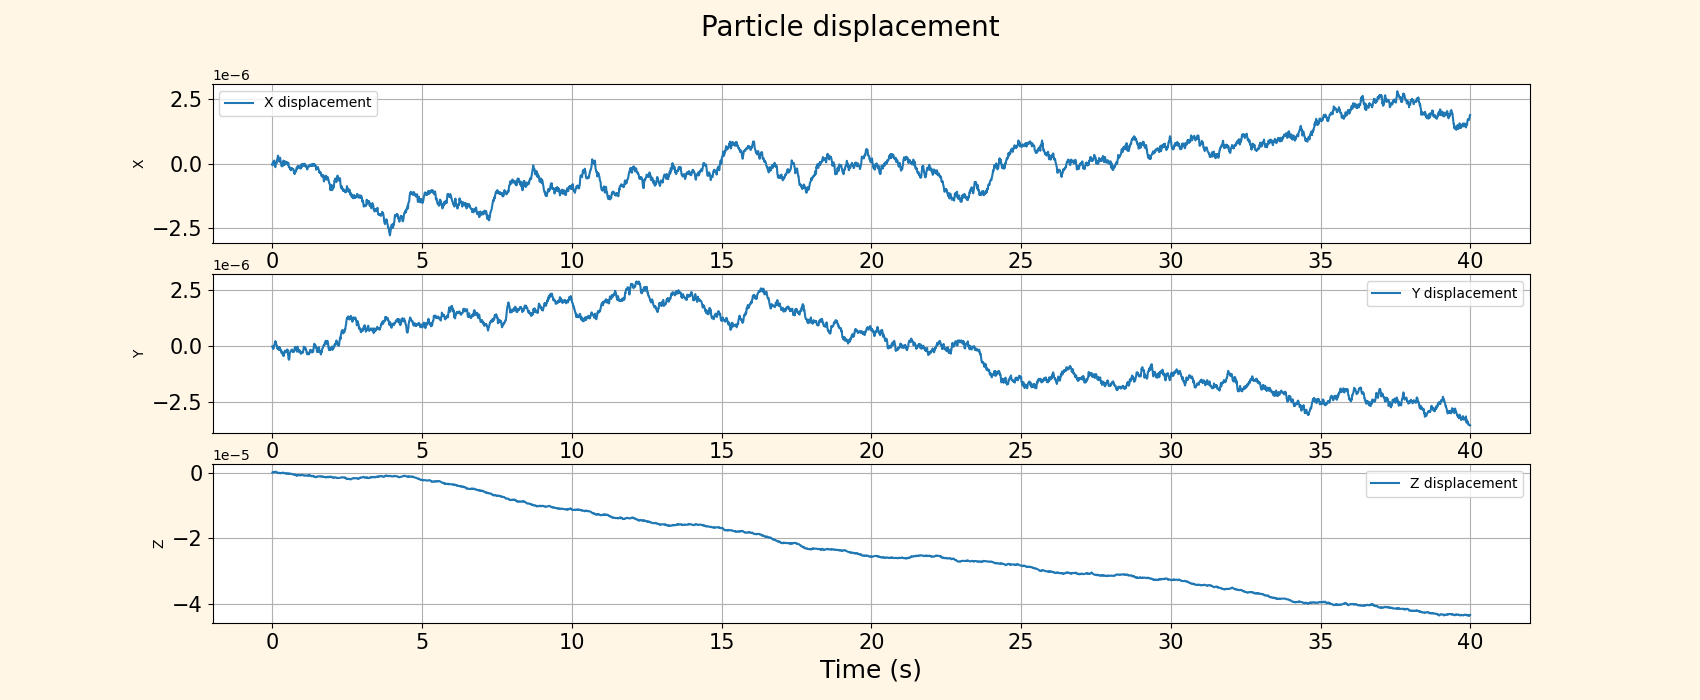 Particle displacement
1e−6
X displacement
X
2.5
0.0
−2.5
0 5 10 15 20 25 30 35 40
1e−6
Y displacement
Y
2.5
0.0
−2.5
0 5 10 15 20 25 30 35 40
1e−5
Z displacement
Z
0
−2
−4
0 5 10 15 20 25 30 35 40
Time (s)